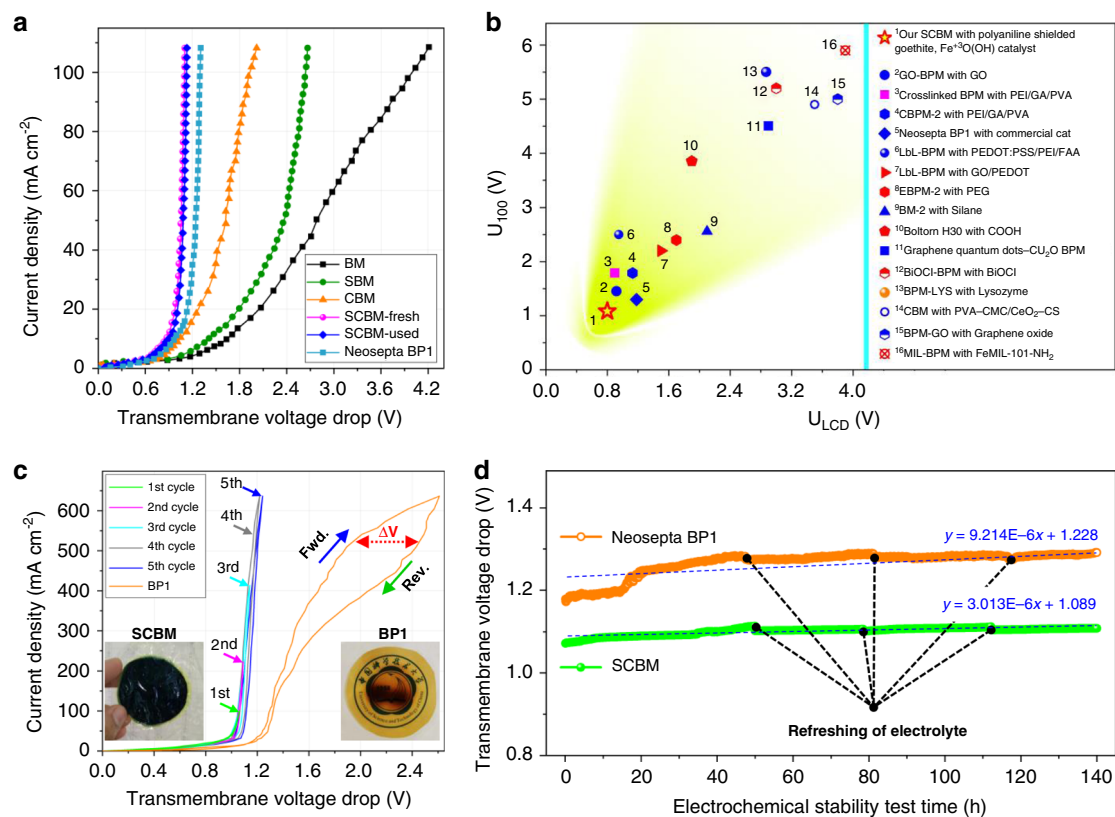 a
Current density (mA cm⁻²)
100
80
60
40
20
0
0.0 0.6 1.2 1.8 2.4 3.0 3.6 4.2
Transmembrane voltage drop (V)
BM
SBM
CBM
SCBM-fresh
SCBM-used
Neosepta BP1
b
U₁₀₀ (V)
6
5
4
3
2
1
0
0.0 0.8 1.6 2.4 3.2 4.0
U_LCD (V)
16
13
12
14
15
11
10
6
8
9
7
3
4
2
5
1
¹Our SCBM with polyaniline shielded
goethite, Fe⁺³O(OH) catalyst
²GO-BPM with GO
³Crosslinked BPM with PEI/GA/PVA
⁴CBPM-2 with PEI/GA/PVA
⁵Neosepta BP1 with commercial cat
⁶LbL-BPM with PEDOT:PSS/PEI/FAA
⁷LbL-BPM with GO/PEDOT
⁸EBPM-2 with PEG
⁹BM-2 with Silane
¹⁰Boltorn H30 with COOH
¹¹Graphene quantum dots–CU₂O BPM
¹²BiOCl-BPM with BiOCl
¹³BPM-LYS with Lysozyme
¹⁴CBM with PVA–CMC/CeO₂–CS
¹⁵BPM-GO with Graphene oxide
¹⁶MIL-BPM with FeMIL-101-NH₂
c
Current density (mA cm⁻²)
600
500
400
300
200
100
0
0.0 0.4 0.8 1.2 1.6 2.0 2.4
Transmembrane voltage drop (V)
1st cycle
2nd cycle
3rd cycle
4th cycle
5th cycle
BP1
5th
4th
3rd
2nd
1st
Fwd.
ΔV
Rev.
SCBM
BP1
d
Transmembrane voltage drop (V)
1.4
1.2
1.0
0.8
0 20 40 60 80 100 120 140
Electrochemical stability test time (h)
Neosepta BP1
y = 9.214E–6x + 1.228
y = 3.013E–6x + 1.089
SCBM
Refreshing of electrolyte